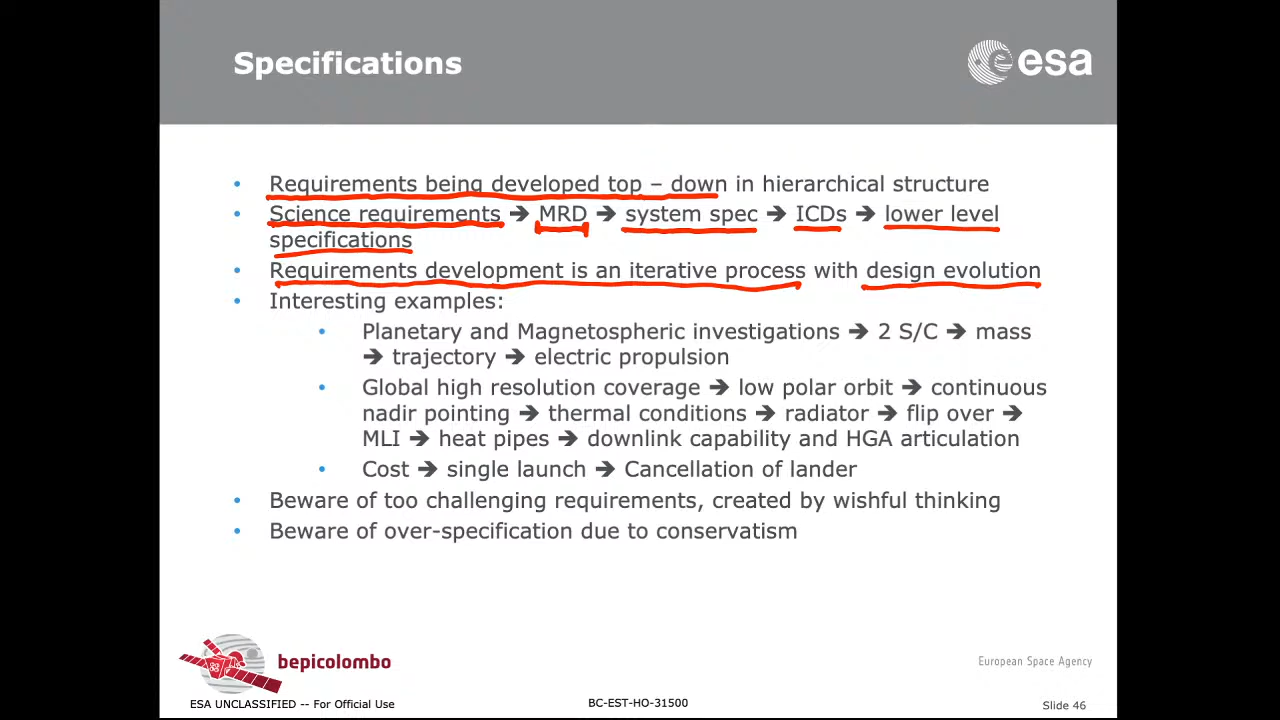 Specifications
esa
• Requirements being developed top – down in hierarchical structure
• Science requirements → MRD → system spec → ICDs → lower level
specifications
• Requirements development is an iterative process with design evolution
• Interesting examples:
• Planetary and Magnetospheric investigations → 2 S/C → mass
→ trajectory → electric propulsion
• Global high resolution coverage → low polar orbit → continuous
nadir pointing → thermal conditions → radiator → flip over →
MLI → heat pipes → downlink capability and HGA articulation
• Cost → single launch → Cancellation of lander
• Beware of too challenging requirements, created by wishful thinking
• Beware of over-specification due to conservatism
bepicolombo
European Space Agency
ESA UNCLASSIFIED -- For Official Use
BC-EST-HO-31500
Slide 46